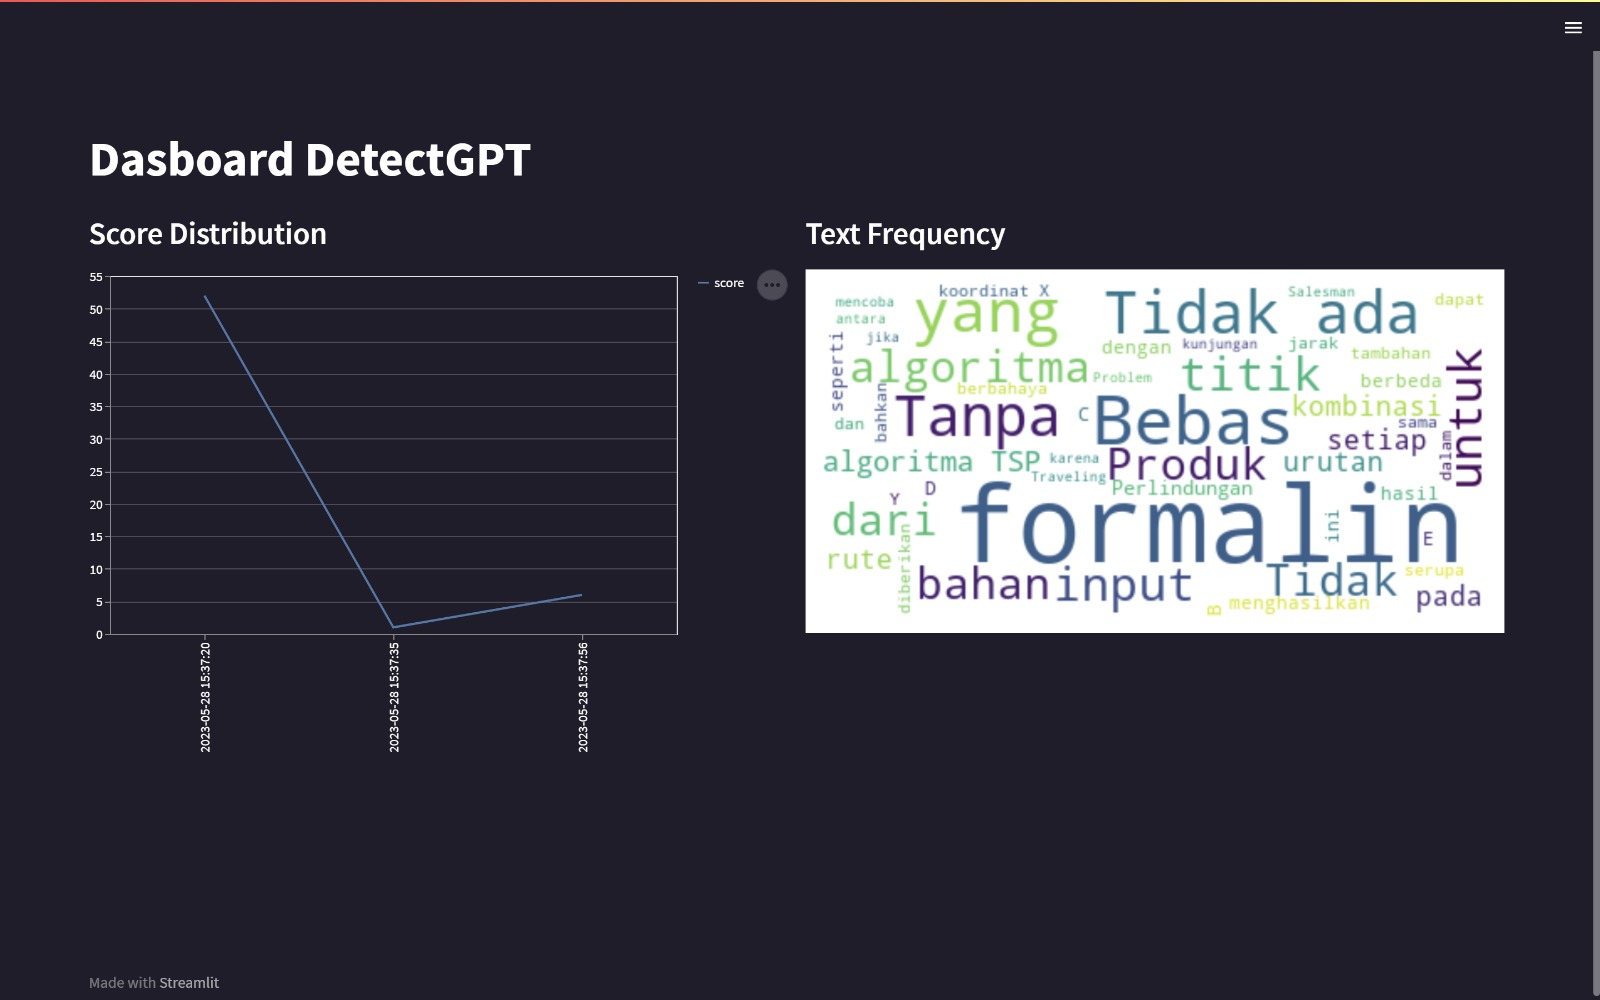 Dasboard DetectGPT
Score Distribution
55
50
45
40
35
30
25
20
15
10
5
0
2023-05-28 15:37:20
2023-05-28 15:37:35
2023-05-28 15:37:56
score
Text Frequency
koordinat X
mencoba
antara
yang
Tidak ada
Salesman
dapat
jika
seperti
dengan
kunjungan
jarak
tambahan
algoritma
Problem
titik
berbeda
untuk
berbahaya
bahkan
Tanpa
C
Bebas
kombinasi
dan
sama
setiap
dalam
algoritma TSP
karena
Traveling
Produk
urutan
Y
D
Perlindungan
hasil
dari
formalin
ini
E
rute
diberikan
bahan
input
Tidak
serupa
B
menghasilkan
pada
Made with Streamlit